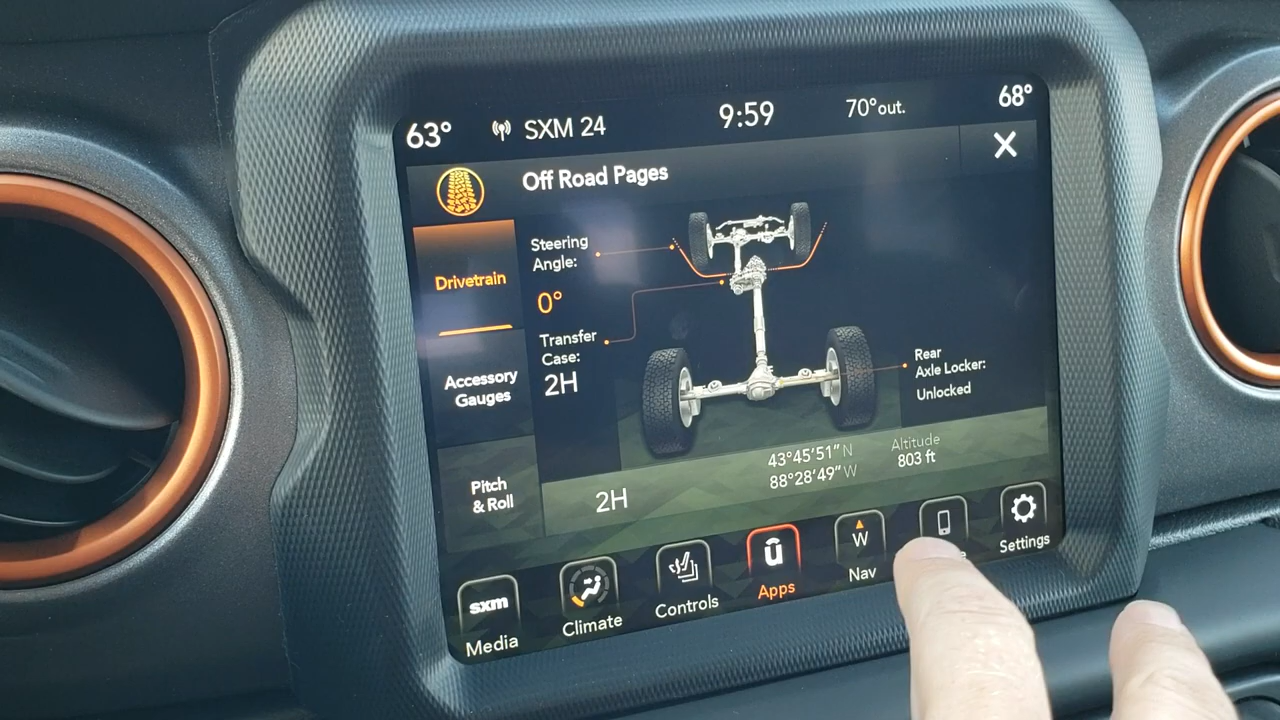 63° SXM 24 9:59 70°out. 68°
Off Road Pages
Drivetrain
Accessory
Gauges
Pitch
& Roll
Steering
Angle:
0°
Transfer
Case:
2H
Rear
Axle Locker:
Unlocked
43°45'51" N
88°28'49" W
Altitude
803 ft
2H
sxm
Media
Climate
Controls
ū
Apps
W
Nav
Settings